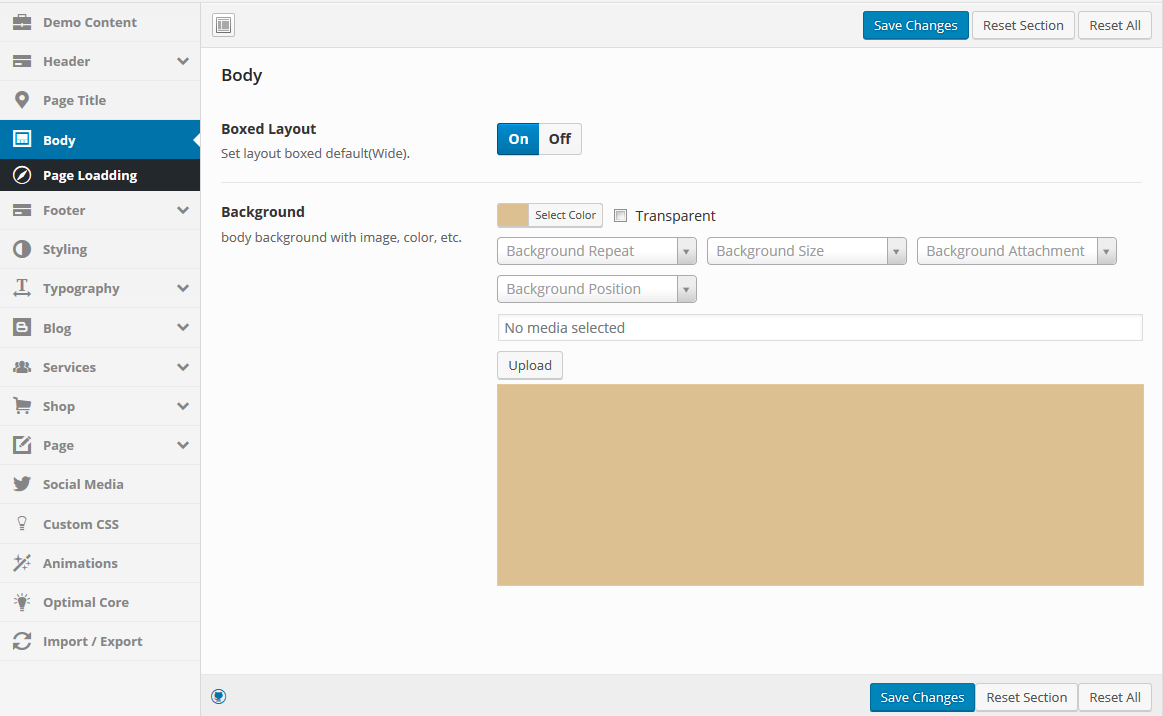 Demo Content
Header
Page Title
Body
Page Loadding
Footer
Styling
Typography
Blog
Services
Shop
Page
Social Media
Custom CSS
Animations
Optimal Core
Import / Export
Save Changes Reset Section Reset All
Body
Boxed Layout
Set layout boxed default(Wide).
On Off
Background
body background with image, color, etc.
Select Color Transparent
Background Repeat Background Size Background Attachment
Background Position
No media selected
Upload
Save Changes Reset Section Reset All